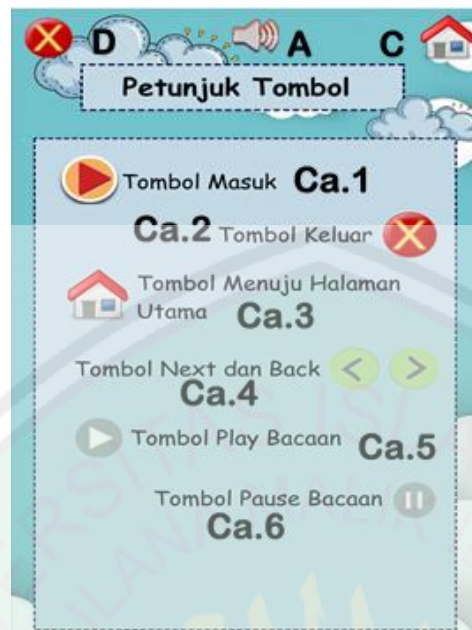 D A C
Petunjuk Tombol
Tombol Masuk Ca.1
Ca.2 Tombol Keluar
Tombol Menuju Halaman
Utama Ca.3
Tombol Next dan Back
Ca.4
Tombol Play Bacaan Ca.5
Tombol Pause Bacaan
Ca.6